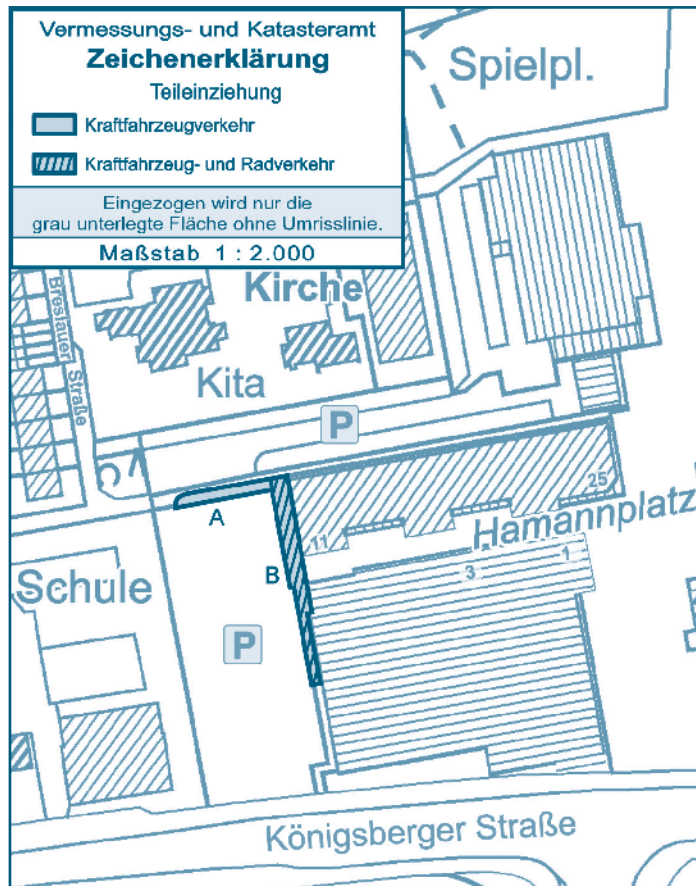 Vermessungs- und Katasteramt
Zeichenerklärung
Teileinziehung
Kraftfahrzeugverkehr
Kraftfahrzeug- und Radverkehr
Eingezogen wird nur die
grau unterlegte Fläche ohne Umrisslinie.
Maßstab 1 : 2.000
Spielpl.
Kirche
Breslauer
Straße
Kita
P
A
25
Hamannplatz
11
1
3
B
Schule
P
Königsberger Straße